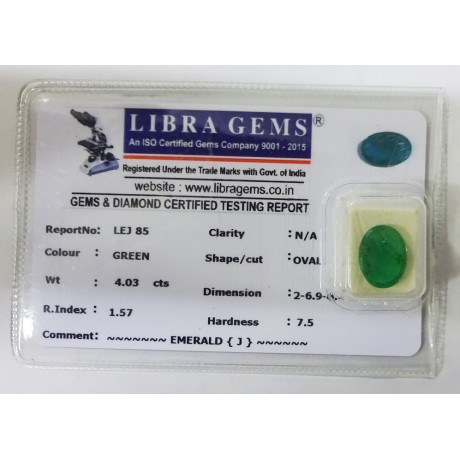 LIBRA GEMS®
An ISO Certified Gems Company 9001 - 2015
Registered Under the Trade Marks with Govt. of India
website : www.libragems.co.in
GEMS & DIAMOND CERTIFIED TESTING REPORT
ReportNo: LEJ 85 Clarity : N/A
Colour : GREEN Shape/cut : OVAL
Wt : 4.03 cts Dimension : 2-6.9-
R.Index : 1.57 Hardness : 7.5
Comment: ~~~~~~~ EMERALD { J } ~~~~~~~